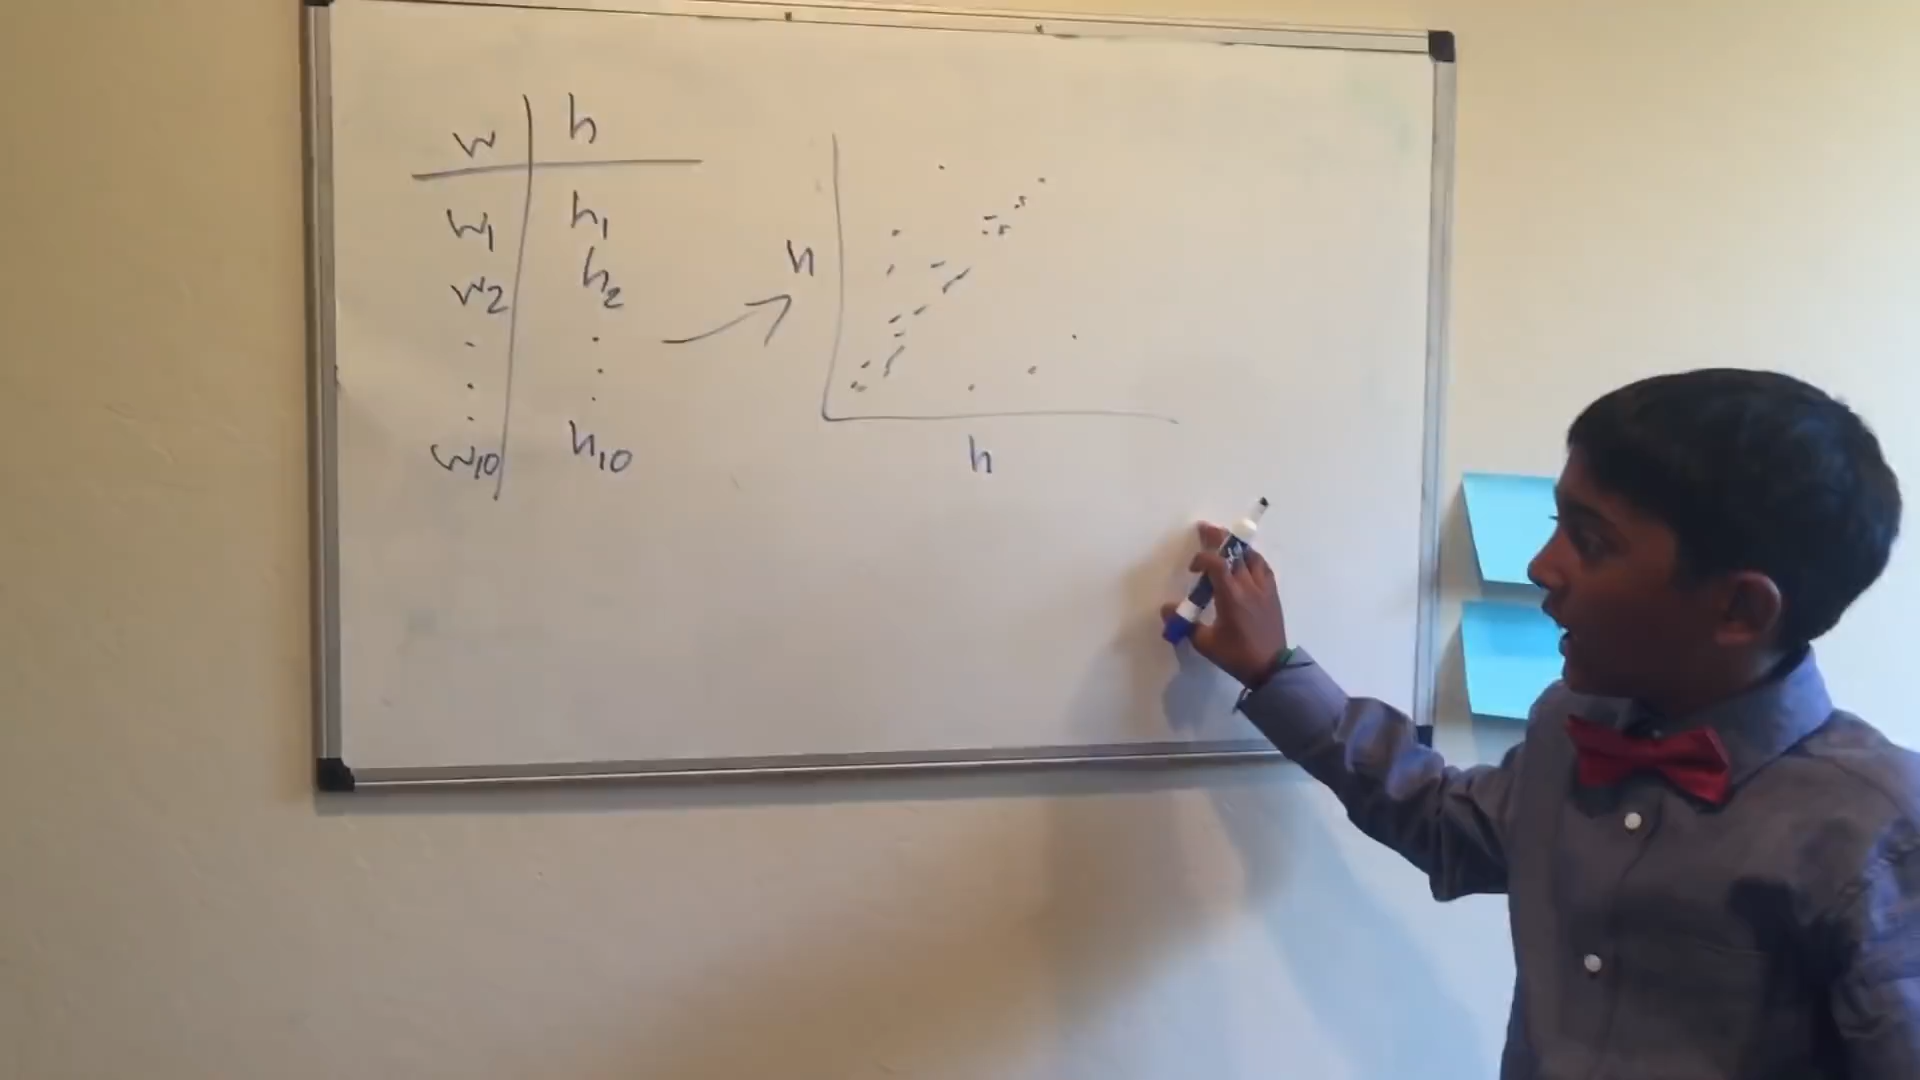 w h
w1 h1
w2 h2
. .
. .
. .
w10 h10
h
h